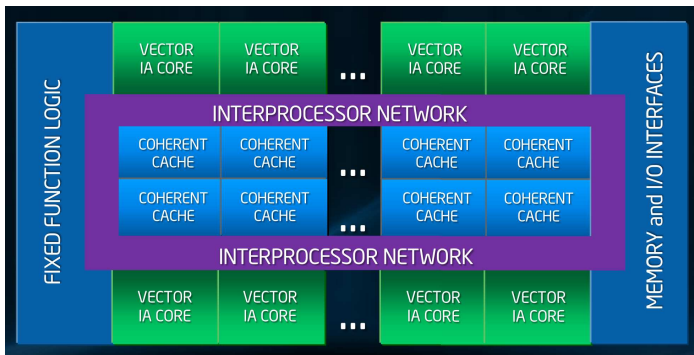 FIXED FUNCTION LOGIC
VECTOR
IA CORE
VECTOR
IA CORE
...
VECTOR
IA CORE
VECTOR
IA CORE
MEMORY and I/O INTERFACES
INTERPROCESSOR NETWORK
COHERENT
CACHE
COHERENT
CACHE
...
COHERENT
CACHE
COHERENT
CACHE
COHERENT
CACHE
COHERENT
CACHE
...
COHERENT
CACHE
COHERENT
CACHE
INTERPROCESSOR NETWORK
VECTOR
IA CORE
VECTOR
IA CORE
...
VECTOR
IA CORE
VECTOR
IA CORE